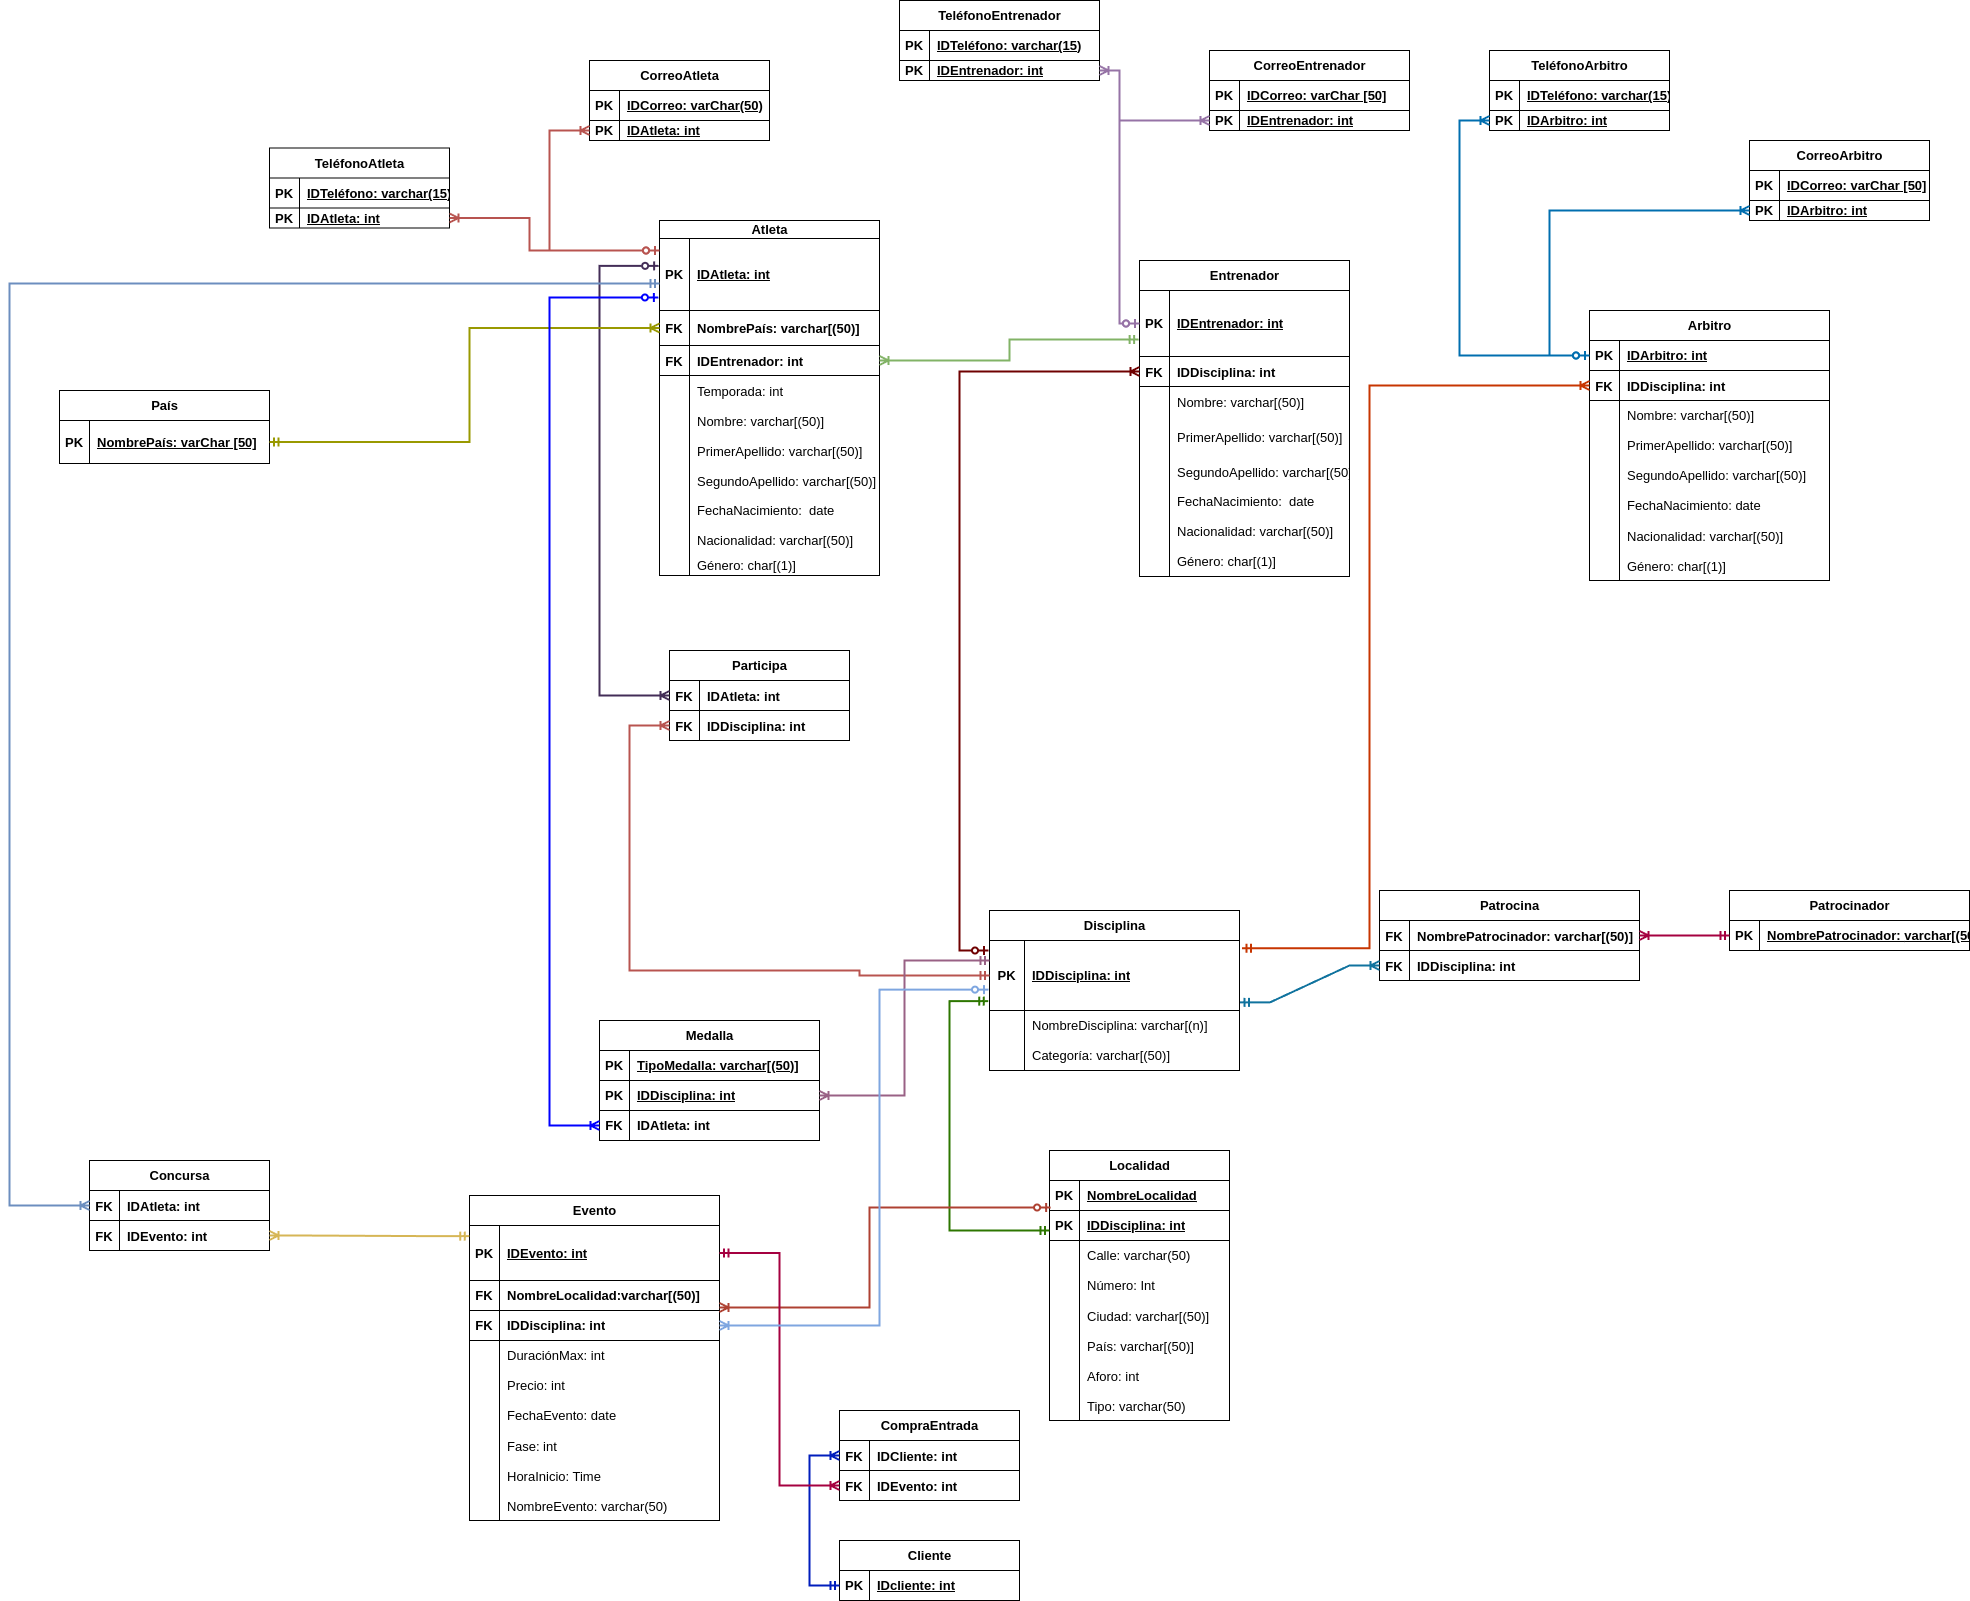 TeléfonoEntrenador
PK IDTeléfono: varchar(15)
PK IDEntrenador: int
CorreoAtleta
PK IDCorreo: varChar(50)
PK IDAtleta: int
CorreoEntrenador
PK IDCorreo: varChar [50]
PK IDEntrenador: int
TeléfonoArbitro
PK IDTeléfono: varchar(15)
PK IDArbitro: int
TeléfonoAtleta
PK IDTeléfono: varchar(15)
PK IDAtleta: int
CorreoArbitro
PK IDCorreo: varChar [50]
PK IDArbitro: int
Atleta
PK IDAtleta: int
FK NombrePaís: varchar[(50)]
FK IDEntrenador: int
Temporada: int
Nombre: varchar[(50)]
PrimerApellido: varchar[(50)]
SegundoApellido: varchar[(50)]
FechaNacimiento:  date
Nacionalidad: varchar[(50)]
Género: char[(1)]
Entrenador
PK IDEntrenador: int
FK IDDisciplina: int
Nombre: varchar[(50)]
PrimerApellido: varchar[(50)]
SegundoApellido: varchar[(50
FechaNacimiento:  date
Nacionalidad: varchar[(50)]
Género: char[(1)]
Arbitro
PK IDArbitro: int
FK IDDisciplina: int
Nombre: varchar[(50)]
PrimerApellido: varchar[(50)]
SegundoApellido: varchar[(50)]
FechaNacimiento: date
Nacionalidad: varchar[(50)]
Género: char[(1)]
País
PK NombrePaís: varChar [50]
Participa
FK IDAtleta: int
FK IDDisciplina: int
Disciplina
PK IDDisciplina: int
NombreDisciplina: varchar[(n)]
Categoría: varchar[(50)]
Patrocina
FK NombrePatrocinador: varchar[(50)]
FK IDDisciplina: int
Patrocinador
PK NombrePatrocinador: varchar[(50
Medalla
PK TipoMedalla: varchar[(50)]
PK IDDisciplina: int
FK IDAtleta: int
Concursa
FK IDAtleta: int
FK IDEvento: int
Evento
PK IDEvento: int
FK NombreLocalidad:varchar[(50)]
FK IDDisciplina: int
DuraciónMax: int
Precio: int
FechaEvento: date
Fase: int
HoraInicio: Time
NombreEvento: varchar(50)
Localidad
PK NombreLocalidad
PK IDDisciplina: int
Calle: varchar(50)
Número: Int
Ciudad: varchar[(50)]
País: varchar[(50)]
Aforo: int
Tipo: varchar(50)
CompraEntrada
FK IDCliente: int
FK IDEvento: int
Cliente
PK IDcliente: int